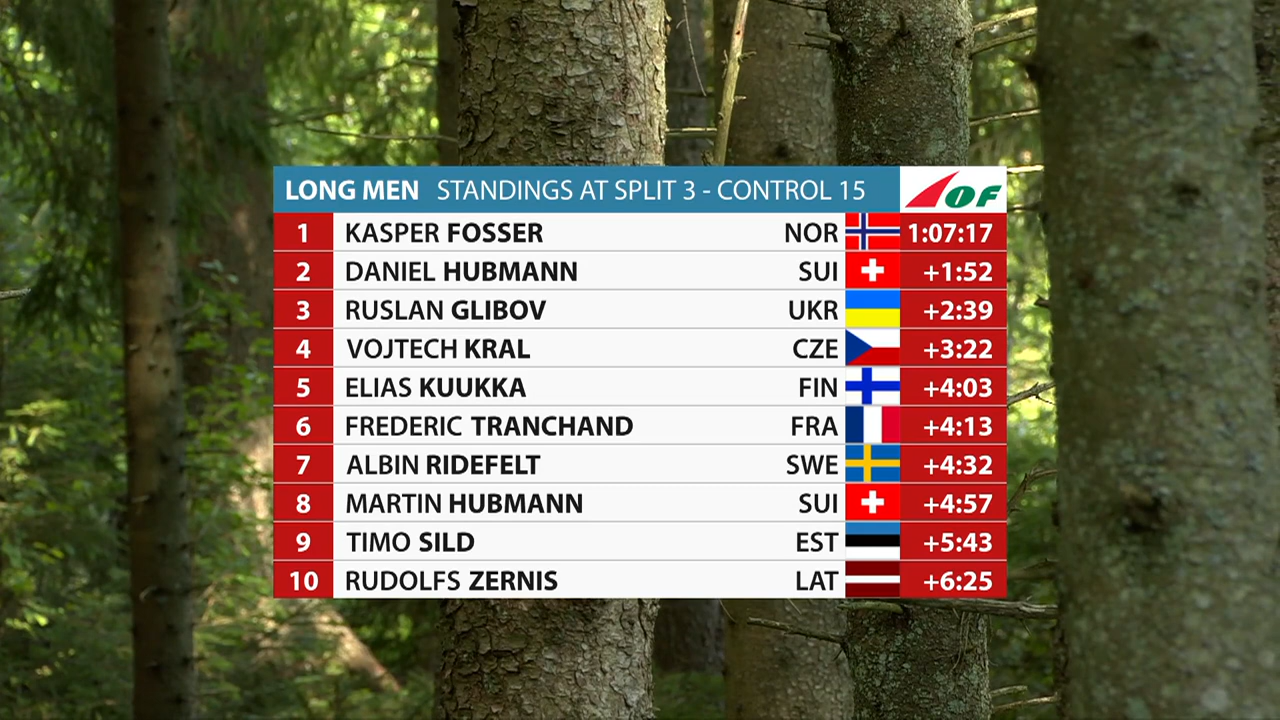 LONG MEN STANDINGS AT SPLIT 3 - CONTROL 15 IOF
1 KASPER FOSSER NOR 1:07:17
2 DANIEL HUBMANN SUI +1:52
3 RUSLAN GLIBOV UKR +2:39
4 VOJTECH KRAL CZE +3:22
5 ELIAS KUUKKA FIN +4:03
6 FREDERIC TRANCHAND FRA +4:13
7 ALBIN RIDEFELT SWE +4:32
8 MARTIN HUBMANN SUI +4:57
9 TIMO SILD EST +5:43
10 RUDOLFS ZERNIS LAT +6:25